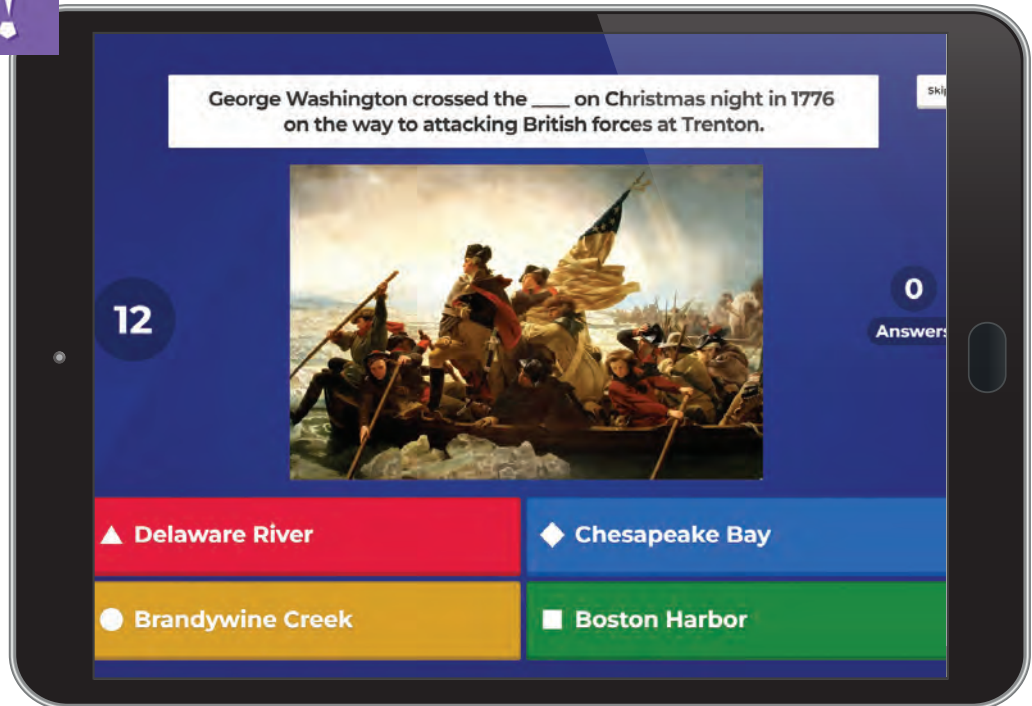 George Washington crossed the ____ on Christmas night in 1776
on the way to attacking British forces at Trenton.
12
0
Delaware River
Chesapeake Bay
Brandywine Creek
Boston Harbor